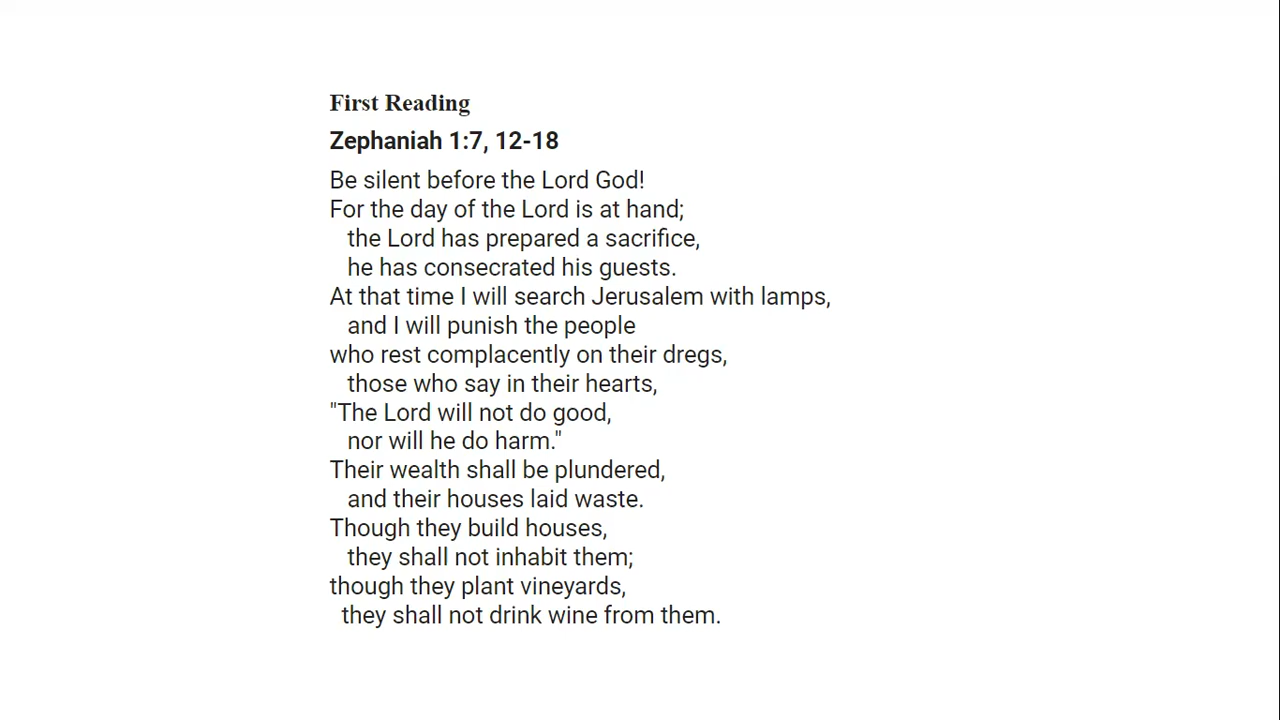 First Reading
Zephaniah 1:7, 12-18
Be silent before the Lord God!
For the day of the Lord is at hand;
the Lord has prepared a sacrifice,
he has consecrated his guests.
At that time I will search Jerusalem with lamps,
and I will punish the people
who rest complacently on their dregs,
those who say in their hearts,
"The Lord will not do good,
nor will he do harm."
Their wealth shall be plundered,
and their houses laid waste.
Though they build houses,
they shall not inhabit them;
though they plant vineyards,
they shall not drink wine from them.